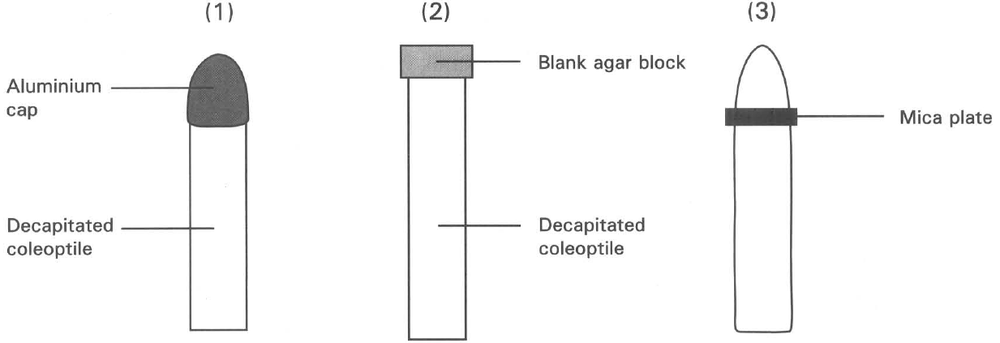 (1)
(2)
(3)
Aluminium
cap
Blank agar block
Mica plate
Decapitated
coleoptile
Decapitated
coleoptile